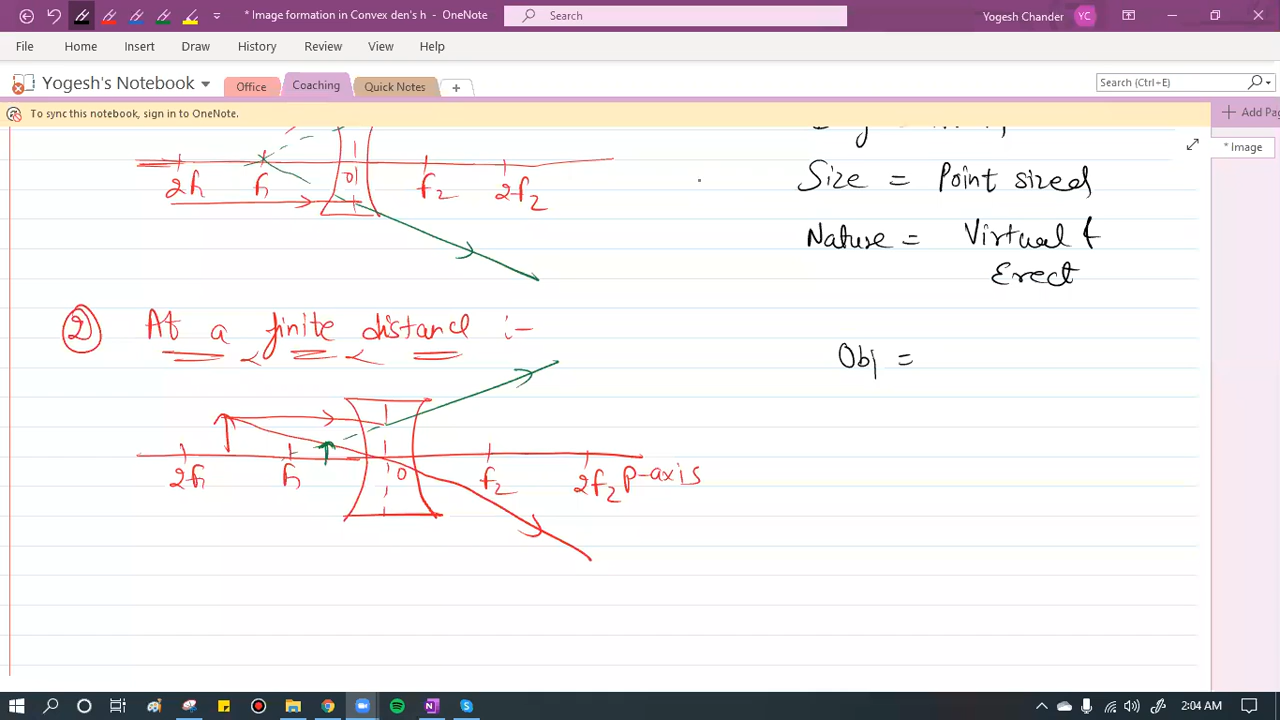 * Image formation in Convex den's h - OneNote
Search
Yogesh Chander
YC
File Home Insert Draw History Review View Help
Yogesh's Notebook
Office
Coaching
Quick Notes
Search (Ctrl+E)
To sync this notebook, sign in to OneNote.
Add Pag
* Image
Size = Point sized
Nature = Virtual &
Erect
2f1 f1 O f2 2f2
② At a finite distance :-
Obj =
2f1 f1 O f2 2f2 P-axis
2:04 AM